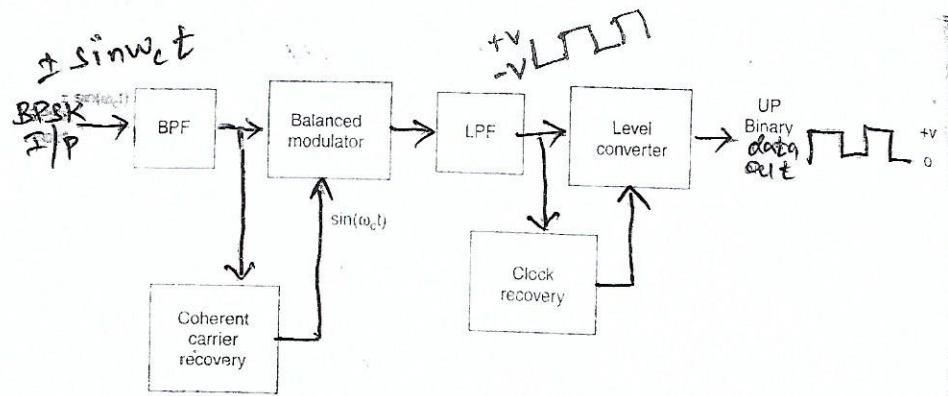 ± sinωct
+V
-V
BPSK
I/P
BPF
Balanced
modulator
LPF
Level
converter
UP
Binary
data
out
+V
0
sin(ωct)
Coherent
carrier
recovery
Clock
recovery